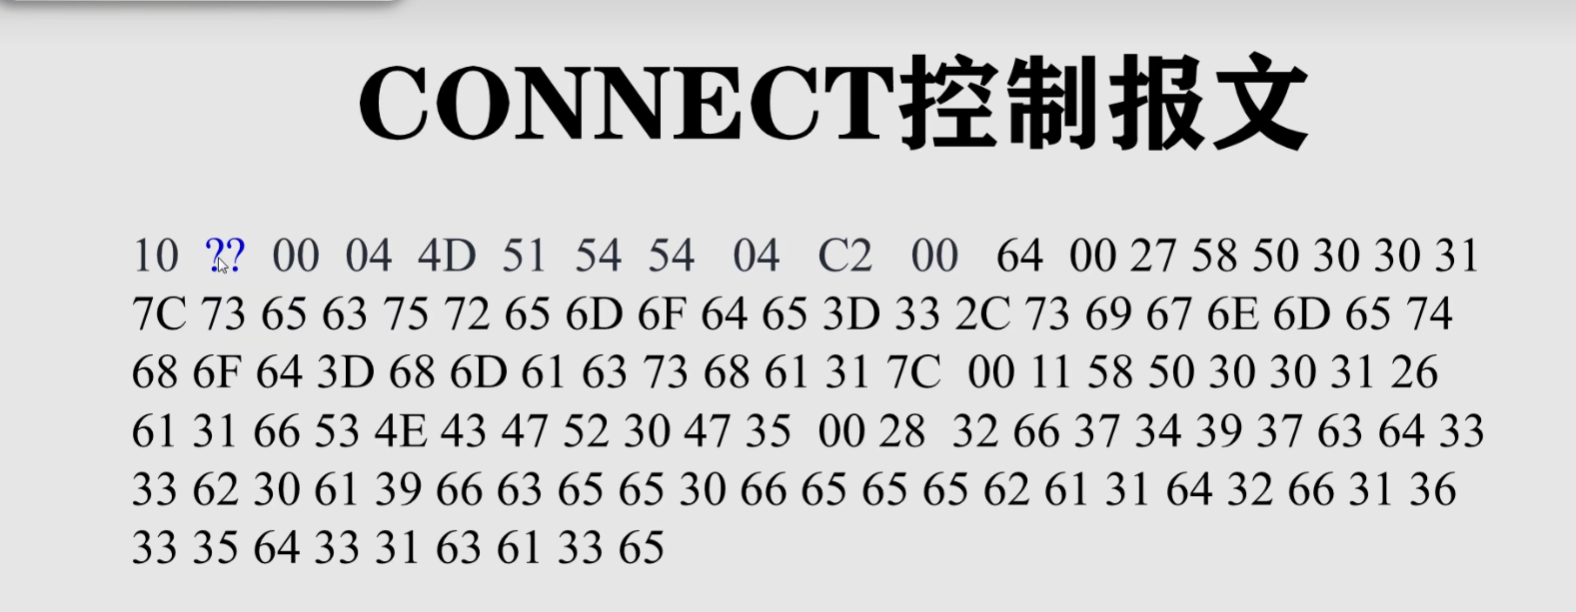 CONNECT控制报文
10 ?? 00 04 4D 51 54 54 04 C2 00 64 00 27 58 50 30 30 31
7C 73 65 63 75 72 65 6D 6F 64 65 3D 33 2C 73 69 67 6E 6D 65 74
68 6F 64 3D 68 6D 61 63 73 68 61 31 7C 00 11 58 50 30 30 31 26
61 31 66 53 4E 43 47 52 30 47 35 00 28 32 66 37 34 39 37 63 64 33
33 62 30 61 39 66 63 65 65 30 66 65 65 65 62 61 31 64 32 66 31 36
33 35 64 33 31 63 61 33 65